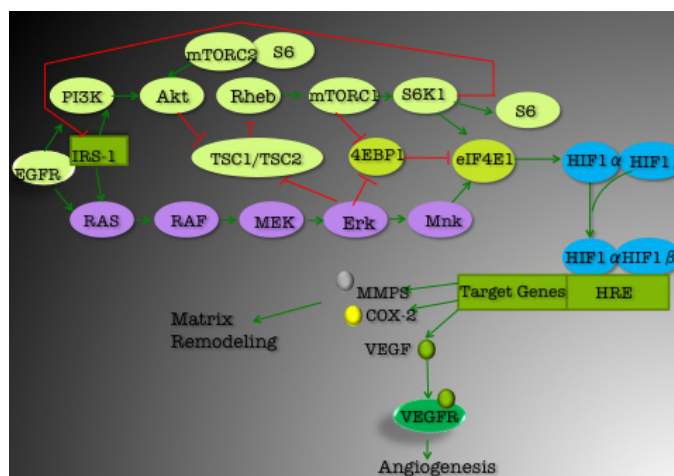 mTORC2
S6
PI3K
Akt
Rheb
mTORC1
S6K1
S6
IRS-1
EGFR
TSC1/TSC2
4EBP1
eIF4E1
HIF1 α
HIF1
RAS
RAF
MEK
Erk
Mnk
HIF1 α
HIF1 β
Target Genes
HRE
MMPS
COX-2
Matrix
Remodeling
VEGF
VEGFR
Angiogenesis